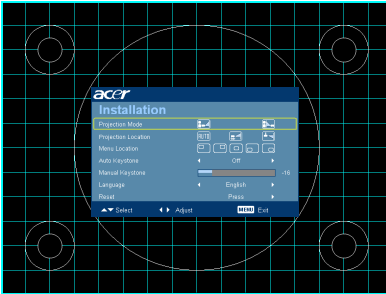 acer
Installation
Projection Mode
Projection Location AUTO
Menu Location
Auto Keystone Off
Manual Keystone -16
Language English
Reset Press
Select Adjust MENU Exit